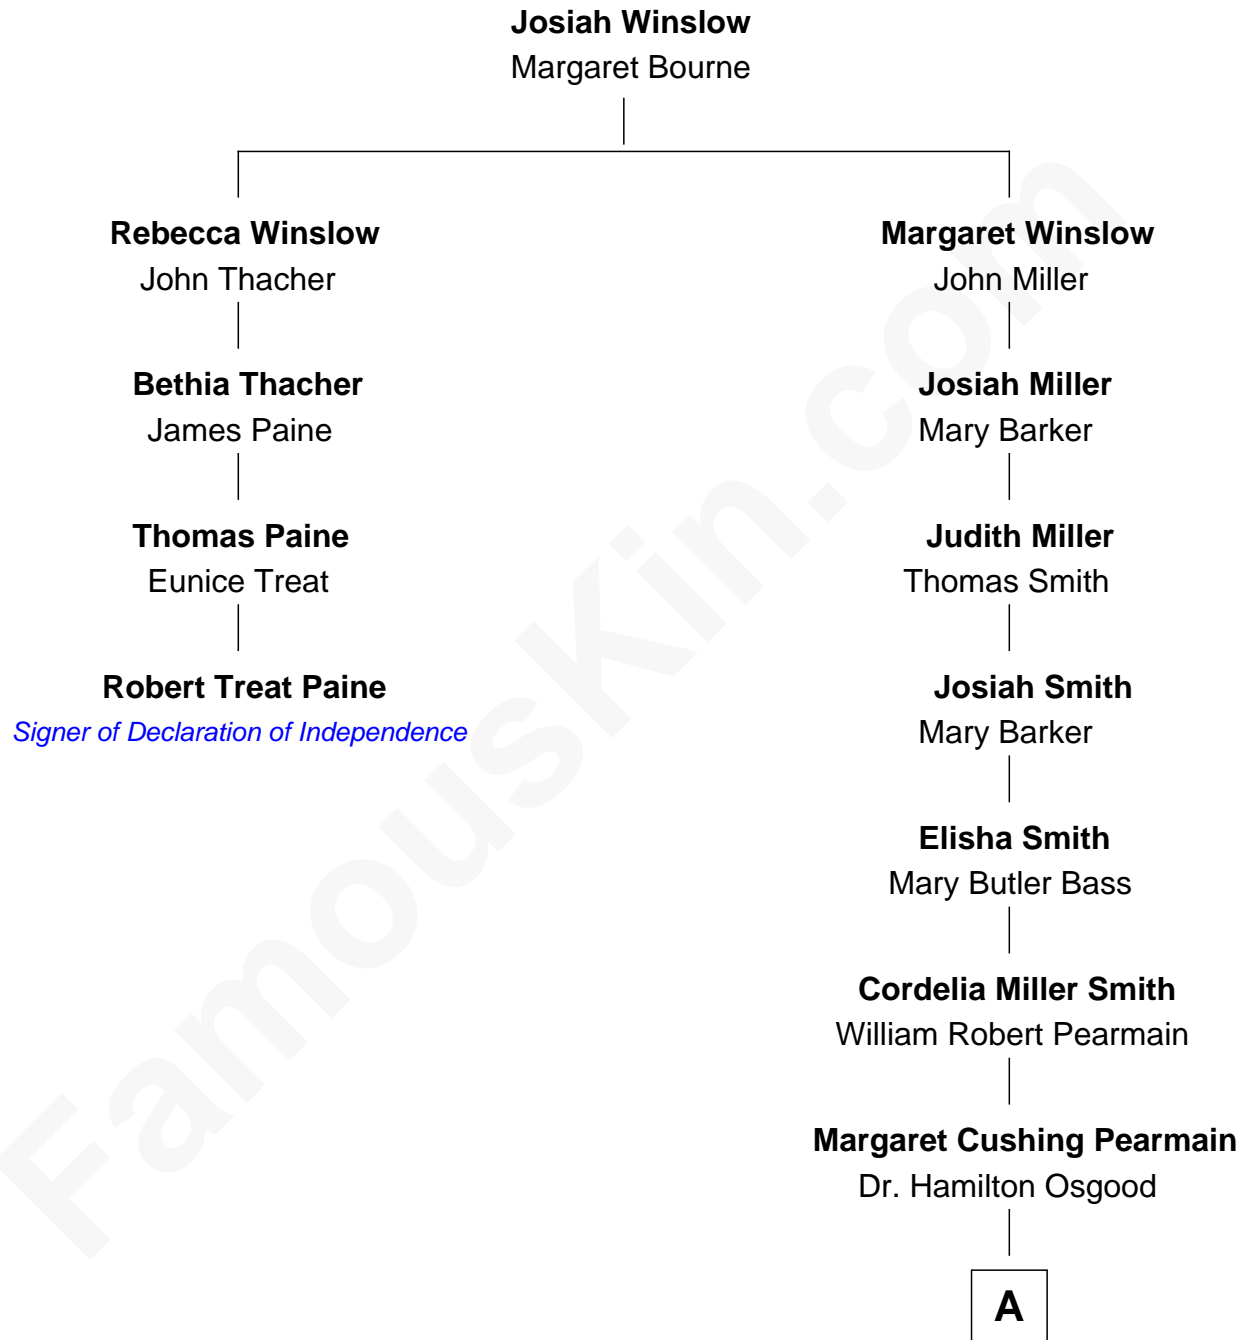 Josiah Winslow
Margaret Bourne
Rebecca Winslow
John Thacher
Margaret Winslow
John Miller
Bethia Thacher
James Paine
Josiah Miller
Mary Barker
Thomas Paine
Eunice Treat
Judith Miller
Thomas Smith
Robert Treat Paine
Signer of Declaration of Independence
Josiah Smith
Mary Barker
Elisha Smith
Mary Butler Bass
Cordelia Miller Smith
William Robert Pearmain
Margaret Cushing Pearmain
Dr. Hamilton Osgood
A
FamousKin.com